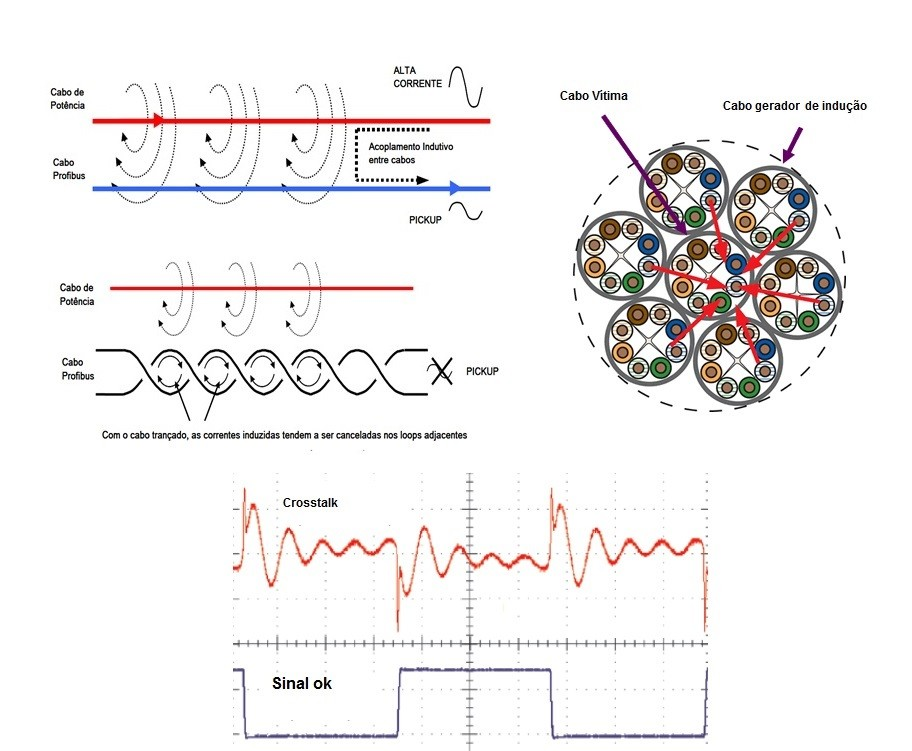 ALTA
CORRENTE
Cabo de
Potência
Acoplamento Indutivo
entre cabos
Cabo
Profibus
PICKUP
Cabo Vitima
Cabo gerador de indução
Cabo de
Potência
Cabo
Profibus
PICKUP
Com o cabo trançado, as correntes induzidas tendem a ser canceladas nos loops adjacentes
Crosstalk
Sinal ok